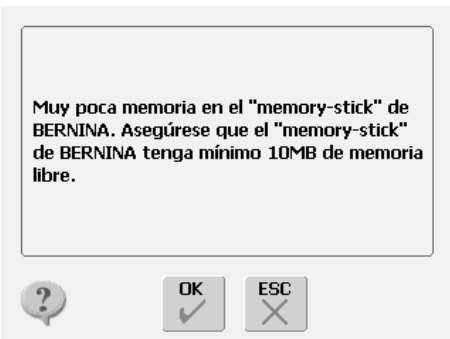 Muy poca memoria en el "memory-stick" de
BERNINA. Asegúrese que el "memory-stick"
de BERNINA tenga mínimo 10MB de memoria
libre.
?
OK
ESC